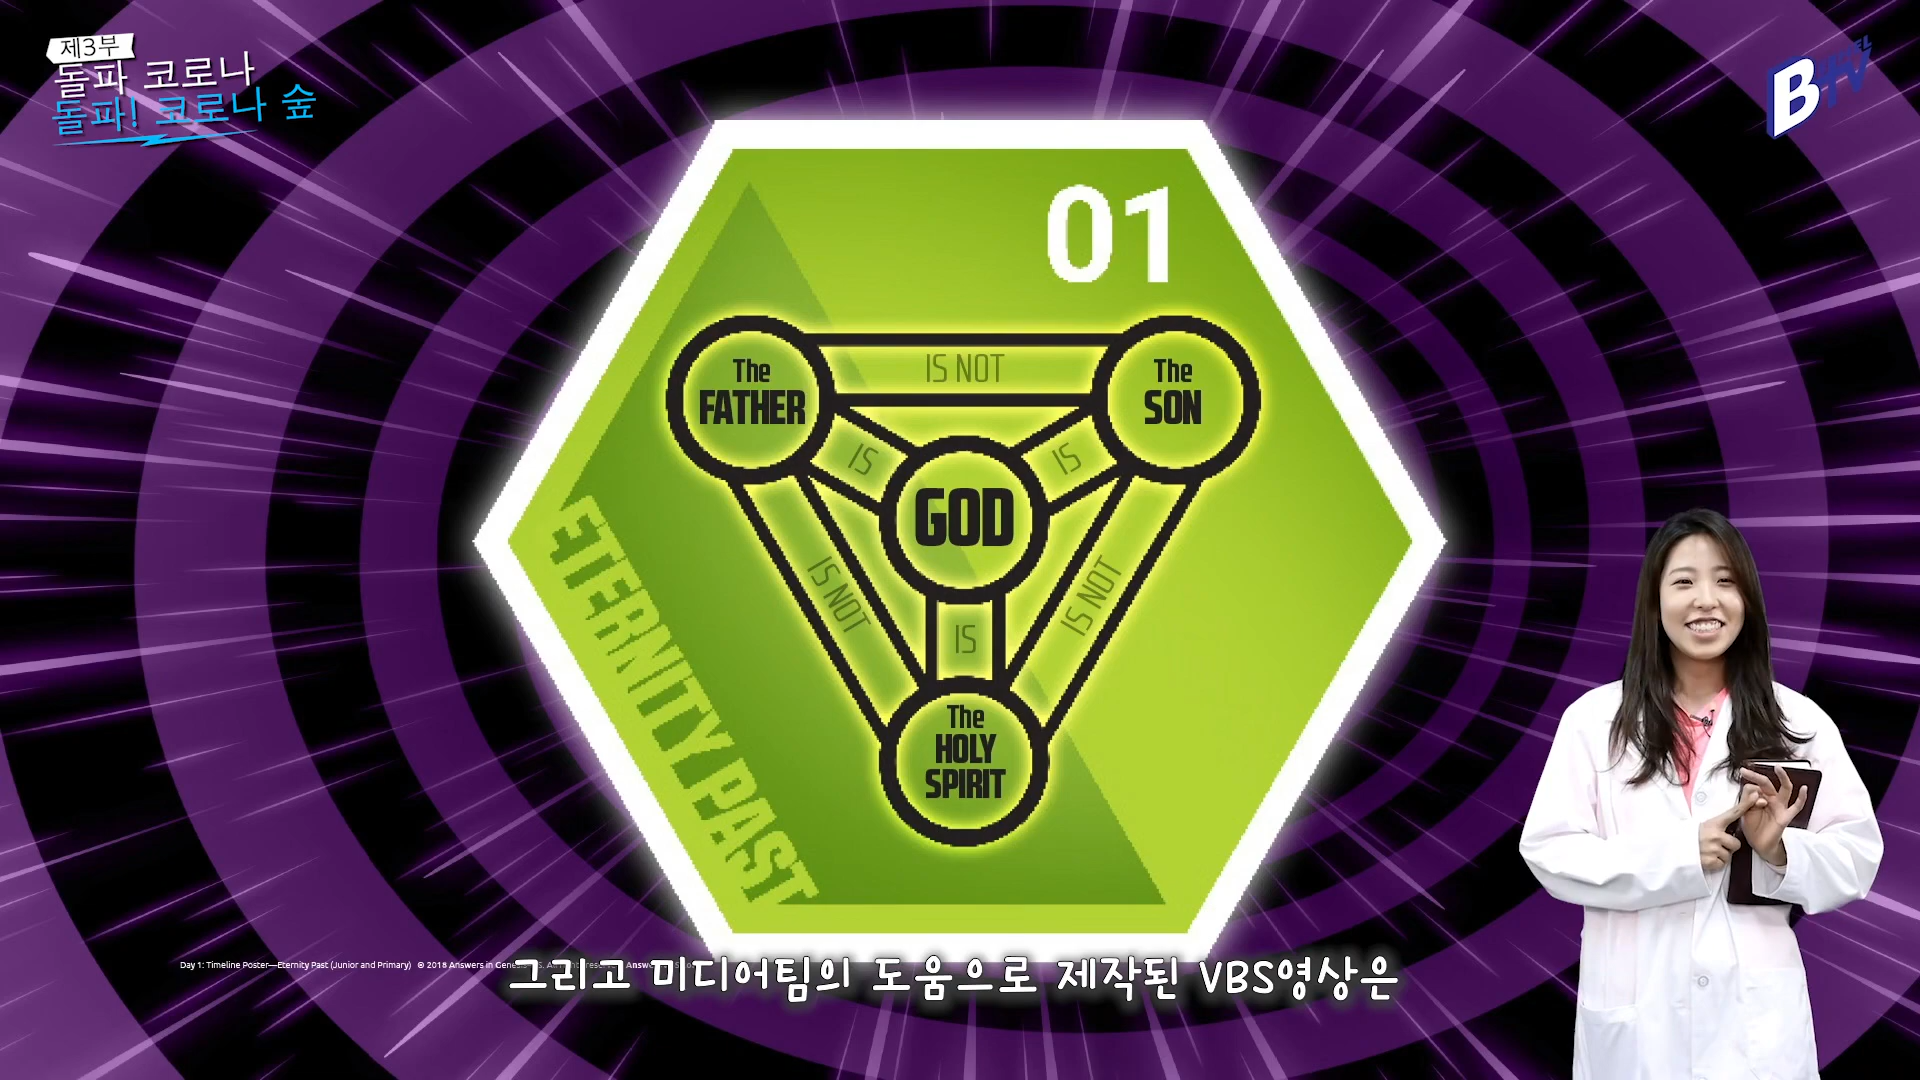 제3부
돌파 코로나
돌파! 코로나 숲
B
TV
01
The
FATHER
IS NOT
The
SON
IS
IS
GOD
IS NOT
IS NOT
IS
The
HOLY
SPIRIT
ETERNITY PAST
Day 1: Timeline Poster—Eternity Past (Junior and Primary) © 2018 Answers in Genesis
그리고 미디어팀의 도움으로 제작된 VBS영상은